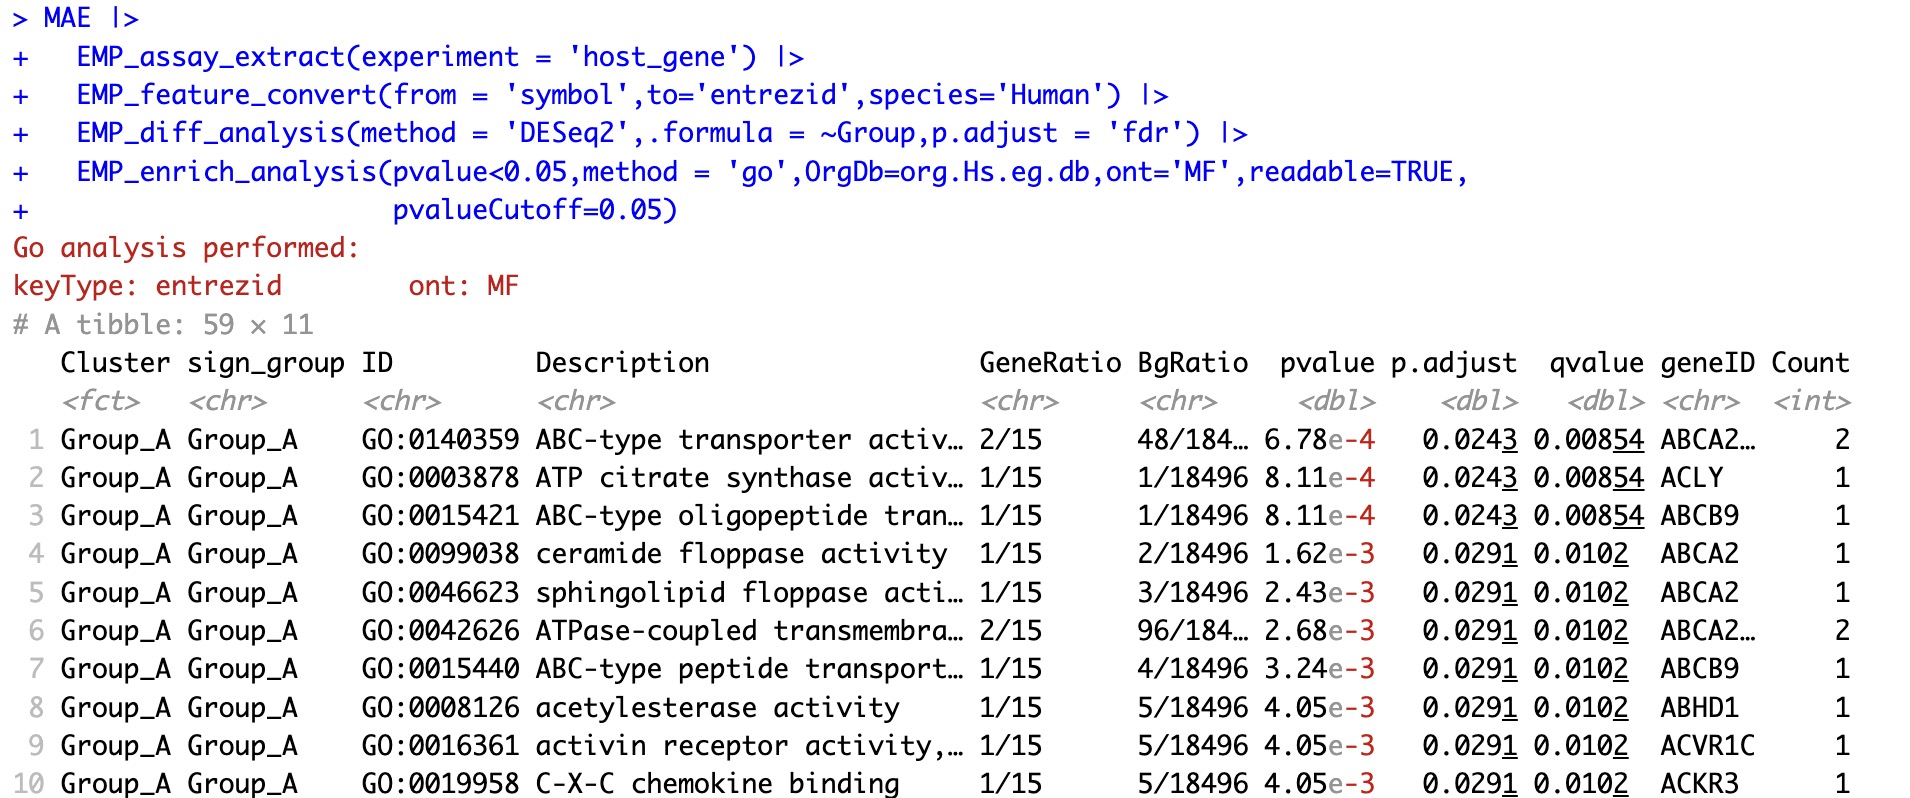 > MAE |>
+   EMP_assay_extract(experiment = 'host_gene') |>
+   EMP_feature_convert(from = 'symbol',to='entrezid',species='Human') |>
+   EMP_diff_analysis(method = 'DESeq2',.formula = ~Group,p.adjust = 'fdr') |>
+   EMP_enrich_analysis(pvalue<0.05,method = 'go',OrgDb=org.Hs.eg.db,ont='MF',readable=TRUE,
+                       pvalueCutoff=0.05)
Go analysis performed:
keyType: entrezid        ont: MF
# A tibble: 59 × 11
   Cluster sign_group ID         Description                GeneRatio BgRatio  pvalue p.adjust  qvalue geneID Count
   <fct>   <chr>      <chr>      <chr>                      <chr>     <chr>     <dbl>    <dbl>   <dbl> <chr>  <int>
 1 Group_A Group_A    GO:0140359 ABC-type transporter activ… 2/15      48/184… 6.78e-4   0.0243 0.00854 ABCA2…     2
 2 Group_A Group_A    GO:0003878 ATP citrate synthase activ… 1/15      1/18496 8.11e-4   0.0243 0.00854 ACLY       1
 3 Group_A Group_A    GO:0015421 ABC-type oligopeptide tran… 1/15      1/18496 8.11e-4   0.0243 0.00854 ABCB9      1
 4 Group_A Group_A    GO:0099038 ceramide floppase activity  1/15      2/18496 1.62e-3   0.0291 0.0102  ABCA2      1
 5 Group_A Group_A    GO:0046623 sphingolipid floppase acti… 1/15      3/18496 2.43e-3   0.0291 0.0102  ABCA2      1
 6 Group_A Group_A    GO:0042626 ATPase-coupled transmembra… 2/15      96/184… 2.68e-3   0.0291 0.0102  ABCA2…     2
 7 Group_A Group_A    GO:0015440 ABC-type peptide transport… 1/15      4/18496 3.24e-3   0.0291 0.0102  ABCB9      1
 8 Group_A Group_A    GO:0008126 acetylesterase activity     1/15      5/18496 4.05e-3   0.0291 0.0102  ABHD1      1
 9 Group_A Group_A    GO:0016361 activin receptor activity,… 1/15      5/18496 4.05e-3   0.0291 0.0102  ACVR1C     1
10 Group_A Group_A    GO:0019958 C-X-C chemokine binding     1/15      5/18496 4.05e-3   0.0291 0.0102  ACKR3      1